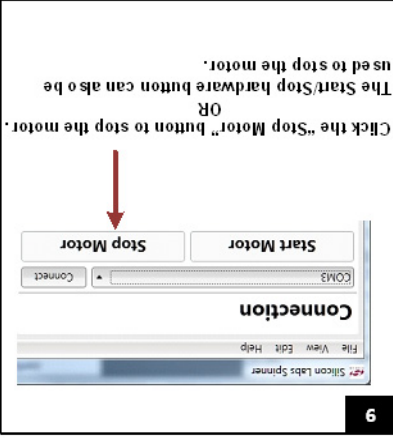 9
Silicon Labs Spinner
File View Edit Help
Connection
COM3 Connect
Start Motor Stop Motor
Click the "Stop Motor" button to stop the motor.
OR
The Start/Stop hardware button can also be
used to stop the motor.